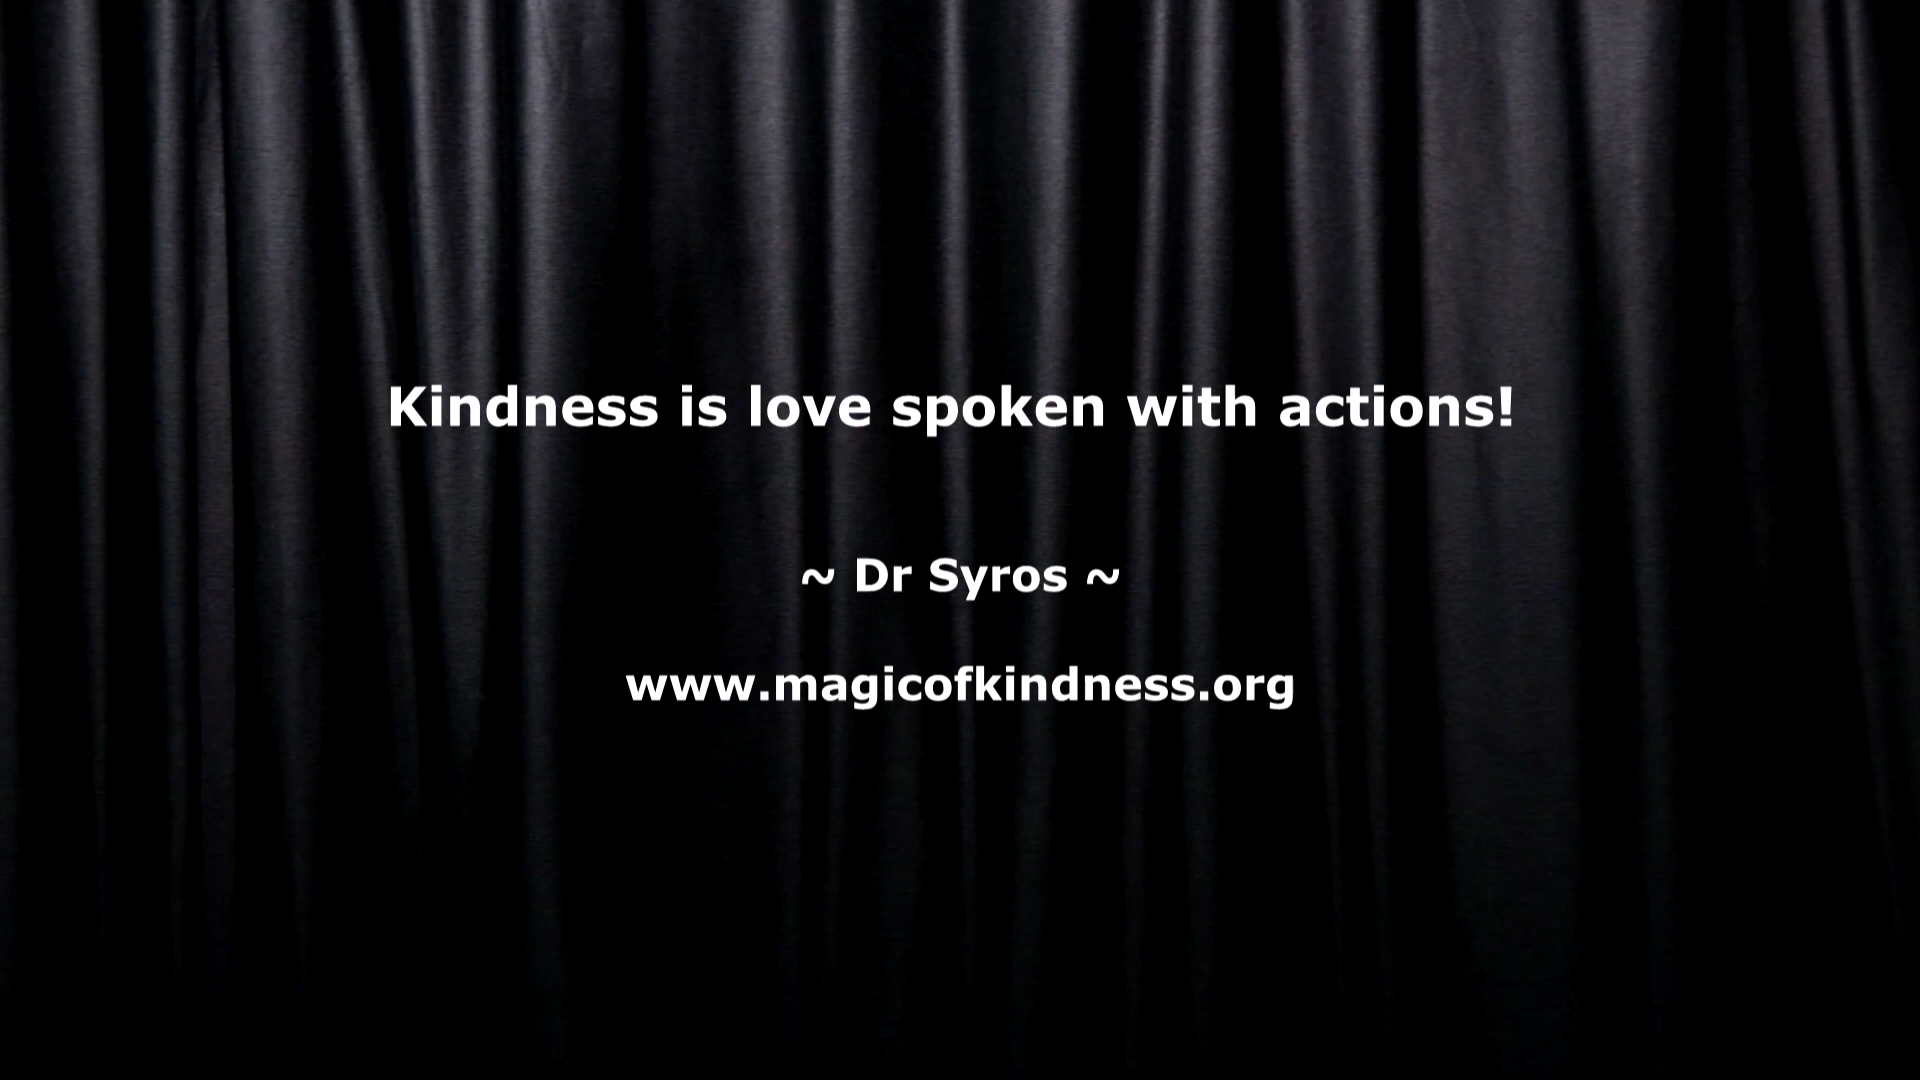 Kindness is love spoken with actions!
~ Dr Syros ~
www.magicofkindness.org